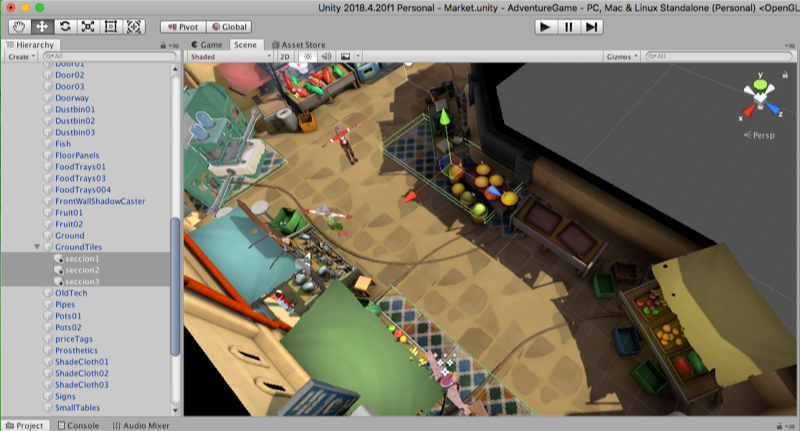 Unity 2018.4.20f1 Personal - Market.unity - AdventureGame - PC, Mac & Linux Standalone (Personal) <OpenGL
Pivot Global
Hierarchy Game Scene Asset Store
Create All Shaded 2D Gizmos All
Door01
Door02
Door03
Doorway
Dustbin01
Dustbin02
Dustbin03
Fish
FloorPanels
FoodTrays01
FoodTrays03
FoodTrays004
FrontWallShadowCaster
Fruit01
Fruit02
Ground
GroundTiles
seccion1
seccion2
seccion3
OldTech
Pipes
Pots01
Pots02
priceTags
Prosthetics
ShadeCloth01
ShadeCloth02
ShadeCloth03
Signs
SmallTables
y
x z
Persp
Project Console Audio Mixer